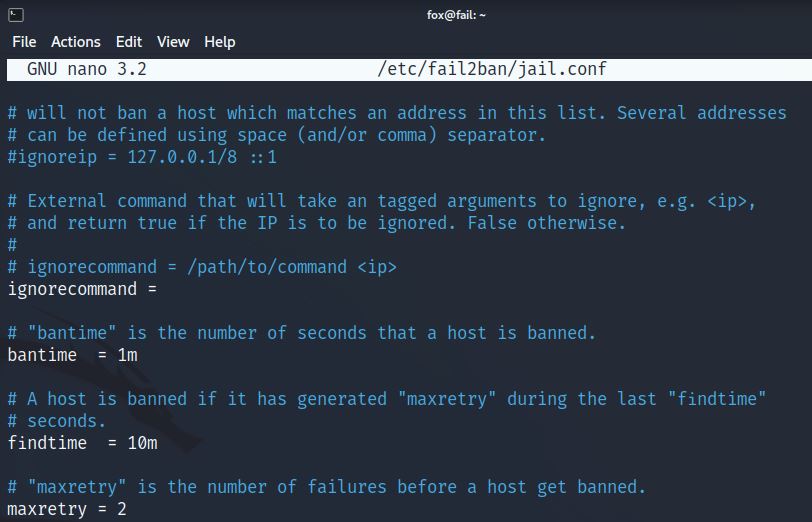 fox@fail: ~
File Actions Edit View Help
GNU nano 3.2 /etc/fail2ban/jail.conf
# will not ban a host which matches an address in this list. Several addresses
# can be defined using space (and/or comma) separator.
#ignoreip = 127.0.0.1/8 ::1
# External command that will take an tagged arguments to ignore, e.g. <ip>,
# and return true if the IP is to be ignored. False otherwise.
#
# ignorecommand = /path/to/command <ip>
ignorecommand =
# "bantime" is the number of seconds that a host is banned.
bantime  = 1m
# A host is banned if it has generated "maxretry" during the last "findtime"
# seconds.
findtime  = 10m
# "maxretry" is the number of failures before a host get banned.
maxretry = 2